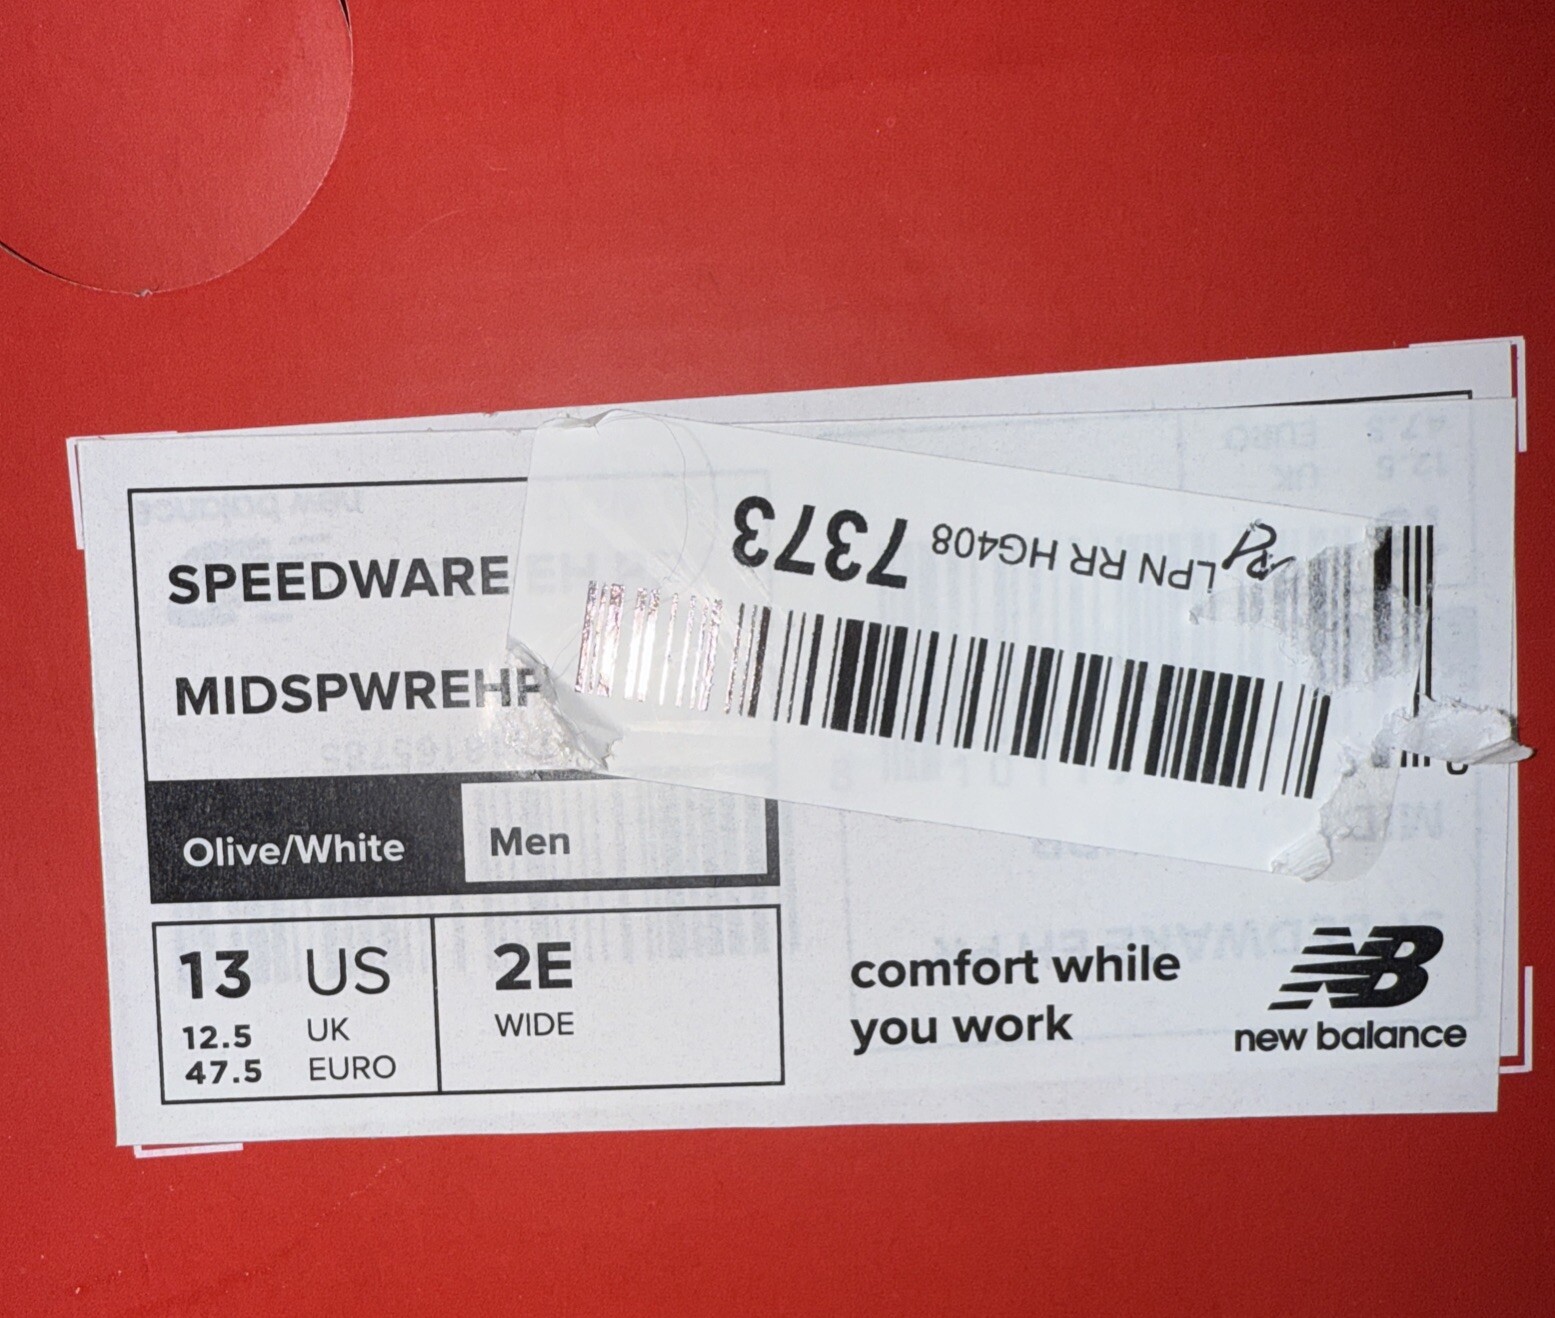 SPEEDWARE
MIDSPWREHP
Olive/White Men
13 US
12.5 UK
47.5 EURO
2E
WIDE
comfort while
you work
NB
new balance
LPN RR HG408 7373